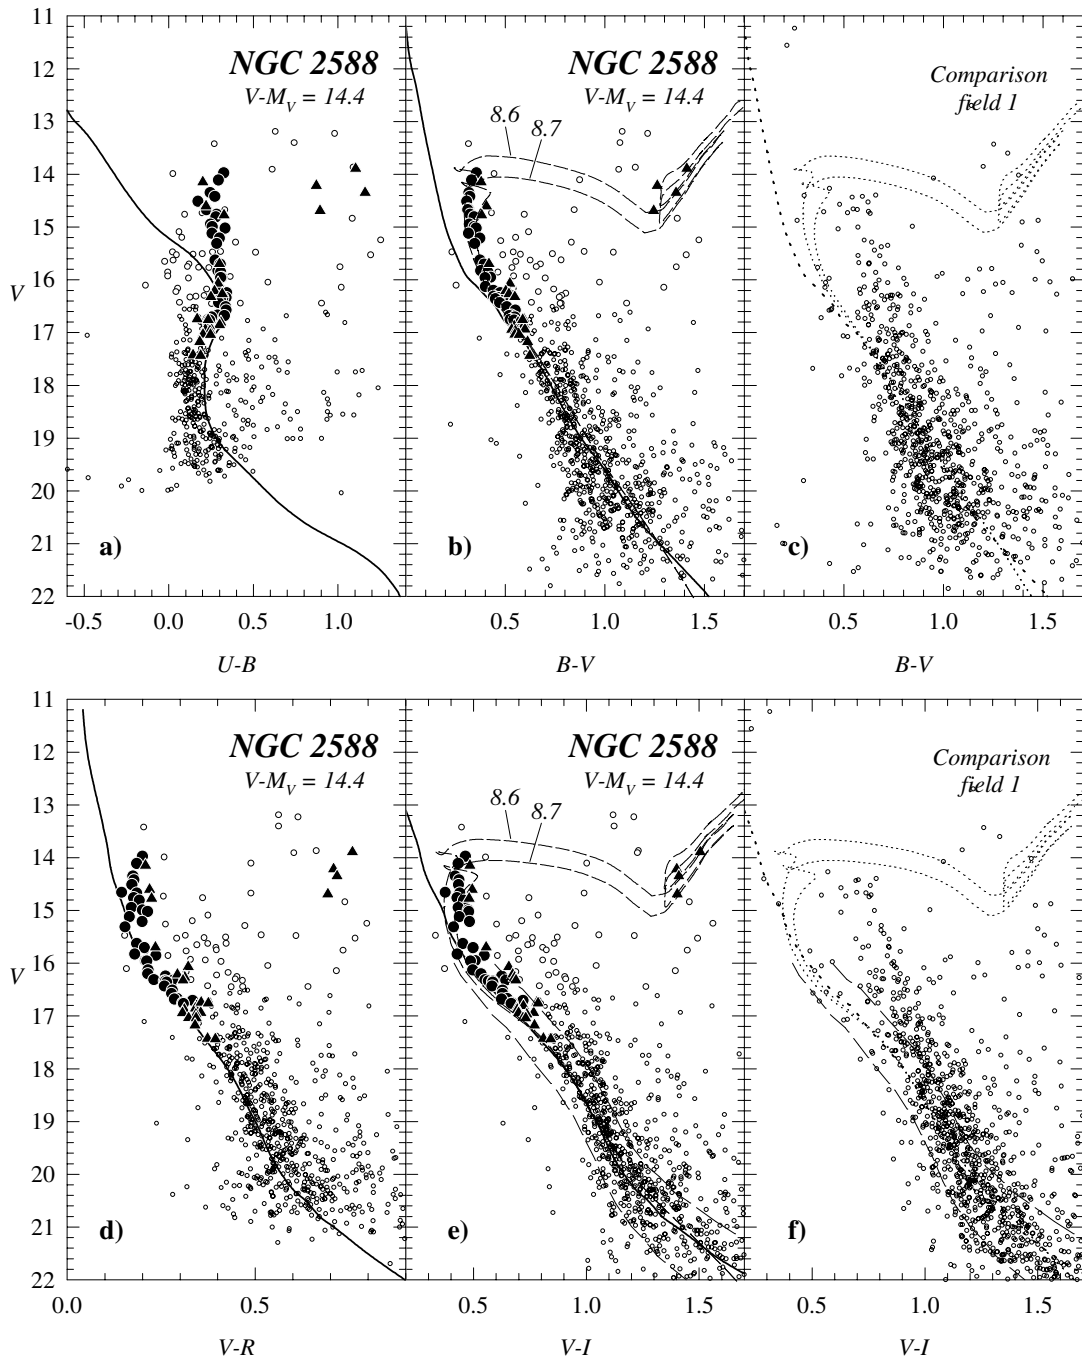 11
12
13
14
15
16
17
18
19
20
21
22
V
NGC 2588
V-M_V = 14.4
a)
-0.5 0.0 0.5 1.0
U-B
NGC 2588
V-M_V = 14.4
8.6
8.7
b)
0.5 1.0 1.5
B-V
Comparison
field 1
c)
0.5 1.0 1.5
B-V
11
12
13
14
15
16
17
18
19
20
21
22
V
NGC 2588
V-M_V = 14.4
d)
0.0 0.5
V-R
NGC 2588
V-M_V = 14.4
8.6
8.7
e)
0.5 1.0 1.5
V-I
Comparison
field 1
f)
0.5 1.0 1.5
V-I